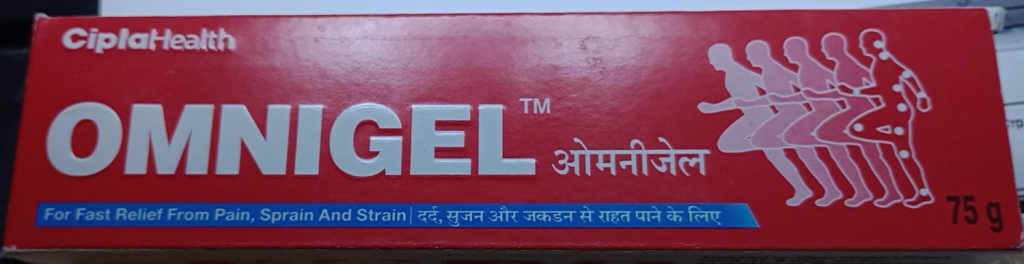 CiplaHealth
OMNIGEL™ ओमनीजेल
For Fast Relief From Pain, Sprain And Strain | दर्द, सुजन और जकडन से राहत पाने के लिए
75 g